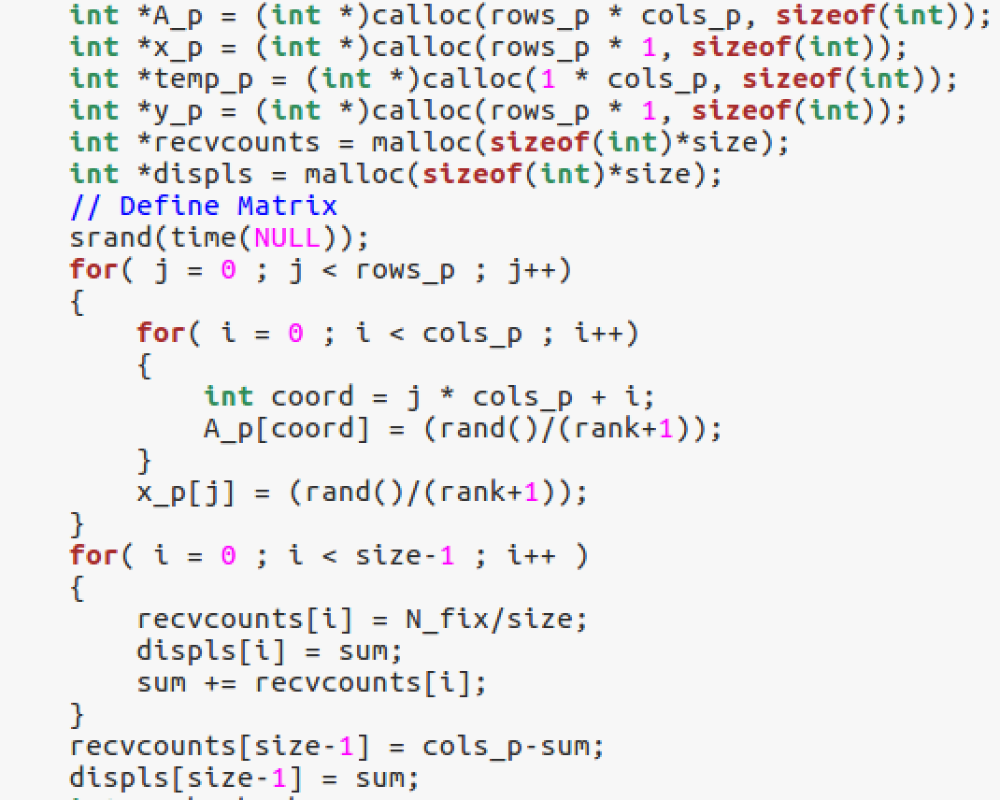 int *A_p = (int *)calloc(rows_p * cols_p, sizeof(int));
int *x_p = (int *)calloc(rows_p * 1, sizeof(int));
int *temp_p = (int *)calloc(1 * cols_p, sizeof(int));
int *y_p = (int *)calloc(rows_p * 1, sizeof(int));
int *recvcounts = malloc(sizeof(int)*size);
int *displs = malloc(sizeof(int)*size);
// Define Matrix
srand(time(NULL));
for( j = 0 ; j < rows_p ; j++)
{
    for( i = 0 ; i < cols_p ; i++)
    {
        int coord = j * cols_p + i;
        A_p[coord] = (rand()/(rank+1));
    }
    x_p[j] = (rand()/(rank+1));
}
for( i = 0 ; i < size-1 ; i++ )
{
    recvcounts[i] = N_fix/size;
    displs[i] = sum;
    sum += recvcounts[i];
}
recvcounts[size-1] = cols_p-sum;
displs[size-1] = sum;